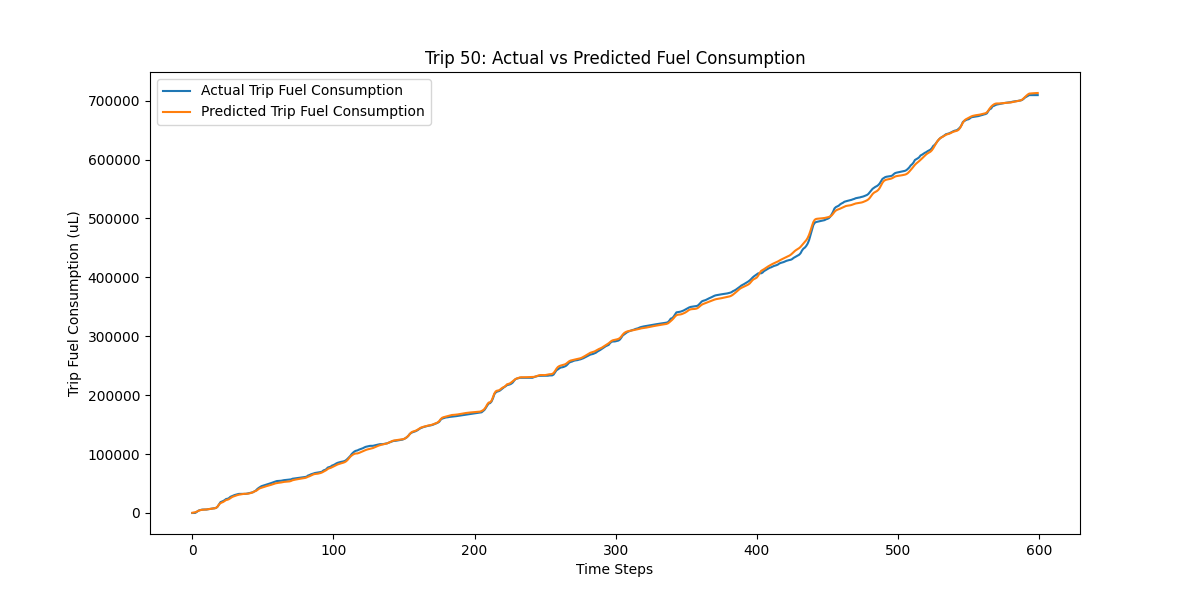 Trip 50: Actual vs Predicted Fuel Consumption
Actual Trip Fuel Consumption
Predicted Trip Fuel Consumption
Trip Fuel Consumption (uL)
700000
600000
500000
400000
300000
200000
100000
0
0 100 200 300 400 500 600
Time Steps